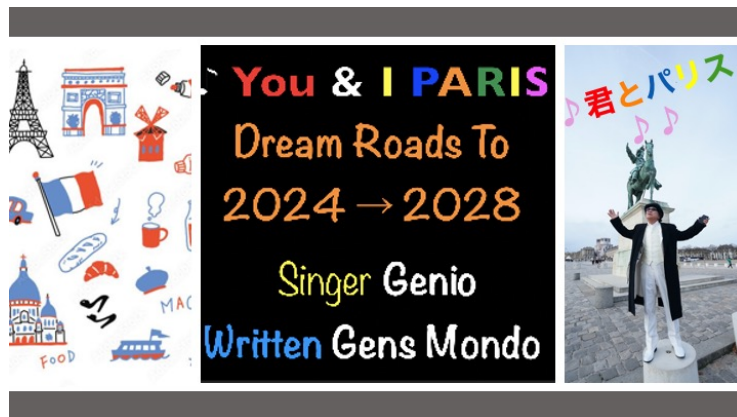 FOOD
MAC
♪ You & I PARIS
Dream Roads To
2024 → 2028
Singer Genio
Written Gens Mondo
♪君とパリス
♪♪